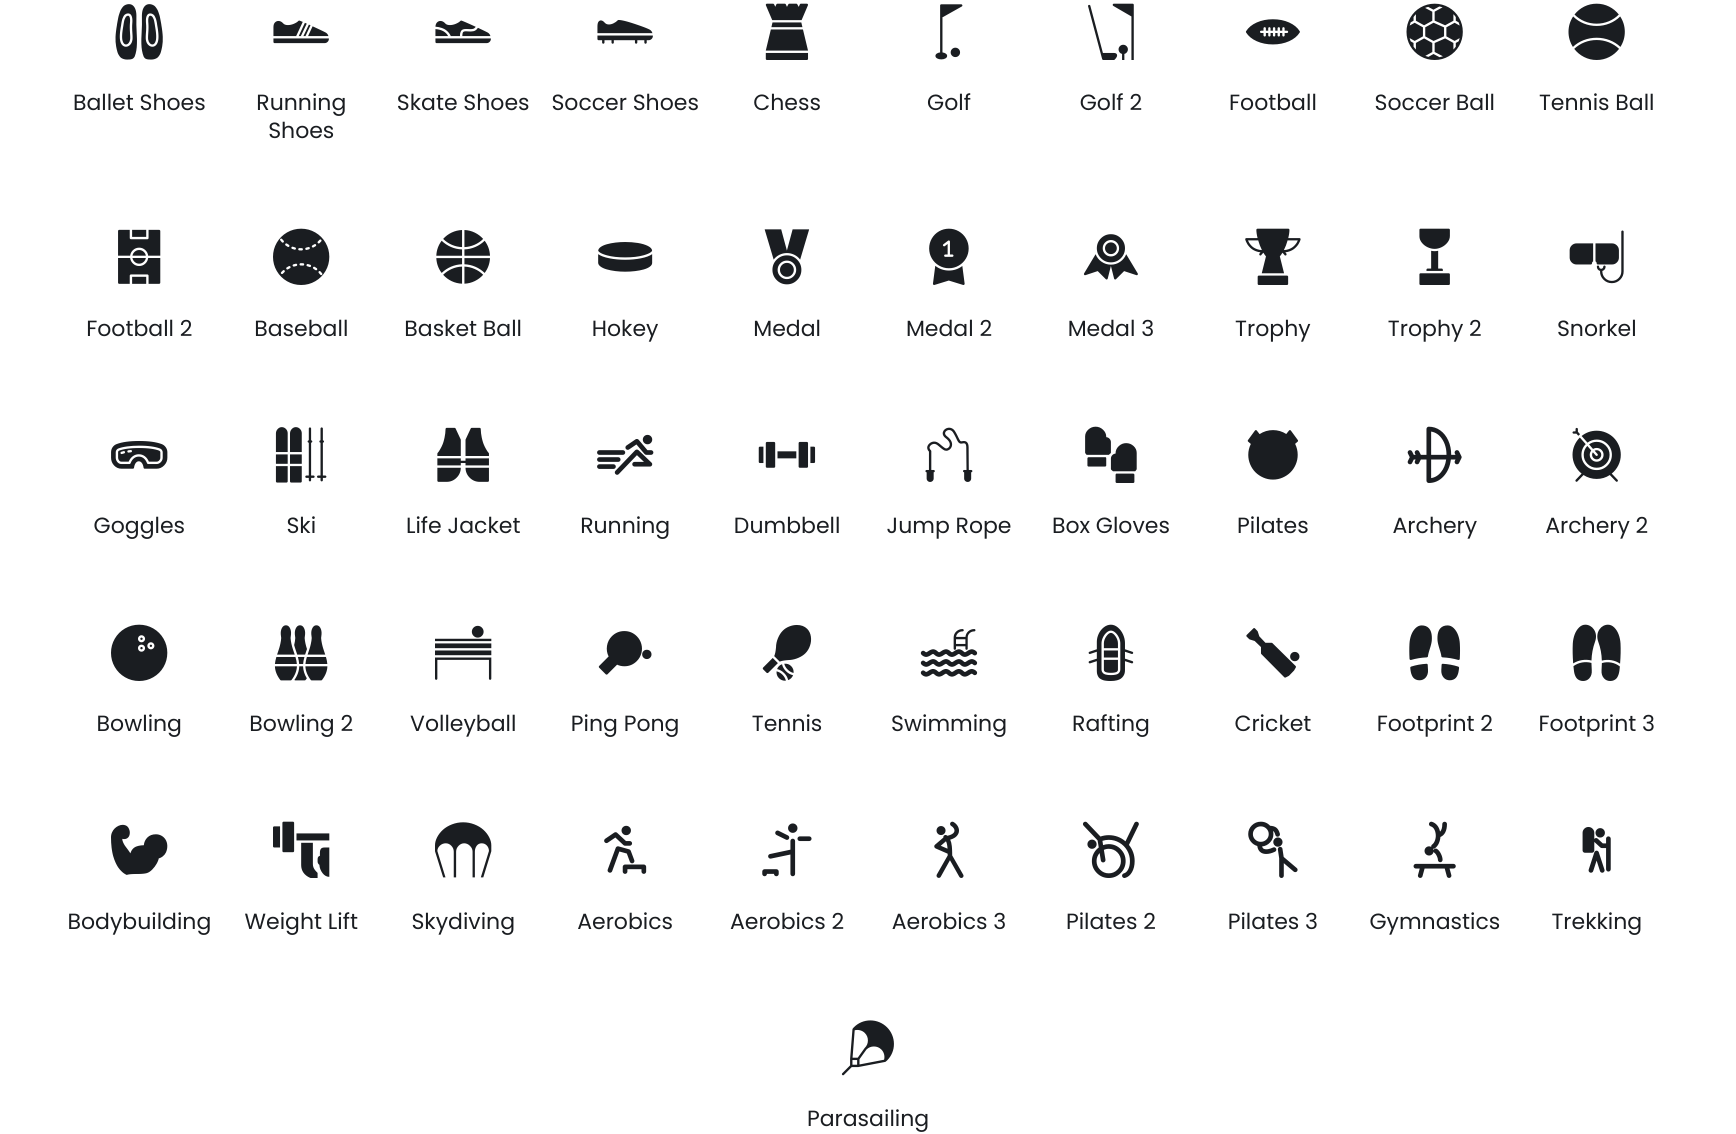 Ballet Shoes
Running
Shoes
Skate Shoes
Soccer Shoes
Chess
Golf
Golf 2
Football
Soccer Ball
Tennis Ball
Football 2
Baseball
Basket Ball
Hokey
Medal
1
Medal 2
Medal 3
Trophy
Trophy 2
Snorkel
Goggles
Ski
Life Jacket
Running
Dumbbell
Jump Rope
Box Gloves
Pilates
Archery
Archery 2
Bowling
Bowling 2
Volleyball
Ping Pong
Tennis
Swimming
Rafting
Cricket
Footprint 2
Footprint 3
Bodybuilding
Weight Lift
Skydiving
Aerobics
Aerobics 2
Aerobics 3
Pilates 2
Pilates 3
Gymnastics
Trekking
Parasailing